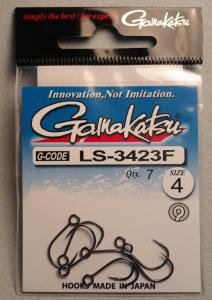 simply the best / for expert
Gamakatsu
Innovation, Not Imitation.
Gamakatsu
G-CODE LS-3423F
Qty. 7 SIZE 4
HOOKS MADE IN JAPAN